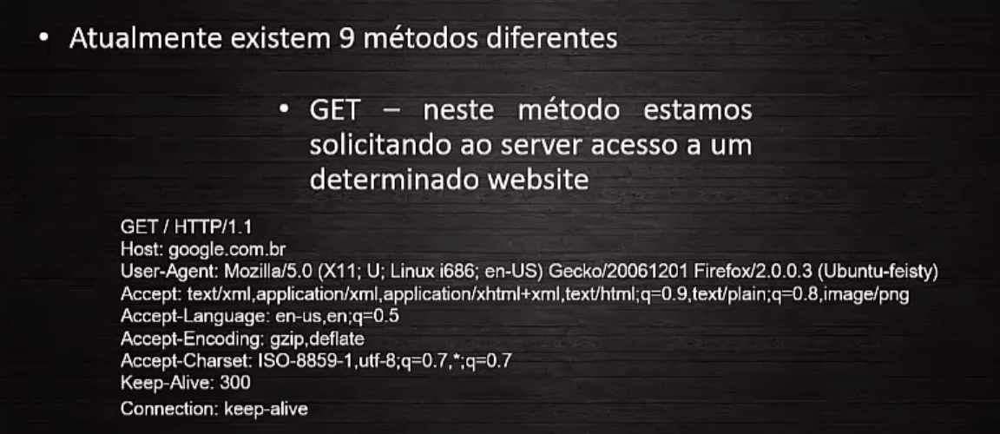 • Atualmente existem 9 métodos diferentes
• GET – neste método estamos
solicitando ao server acesso a um
determinado website
GET / HTTP/1.1
Host: google.com.br
User-Agent: Mozilla/5.0 (X11; U; Linux i686; en-US) Gecko/20061201 Firefox/2.0.0.3 (Ubuntu-feisty)
Accept: text/xml,application/xml,application/xhtml+xml,text/html;q=0.9,text/plain;q=0.8,image/png
Accept-Language: en-us,en;q=0.5
Accept-Encoding: gzip,deflate
Accept-Charset: ISO-8859-1,utf-8;q=0.7,*;q=0.7
Keep-Alive: 300
Connection: keep-alive